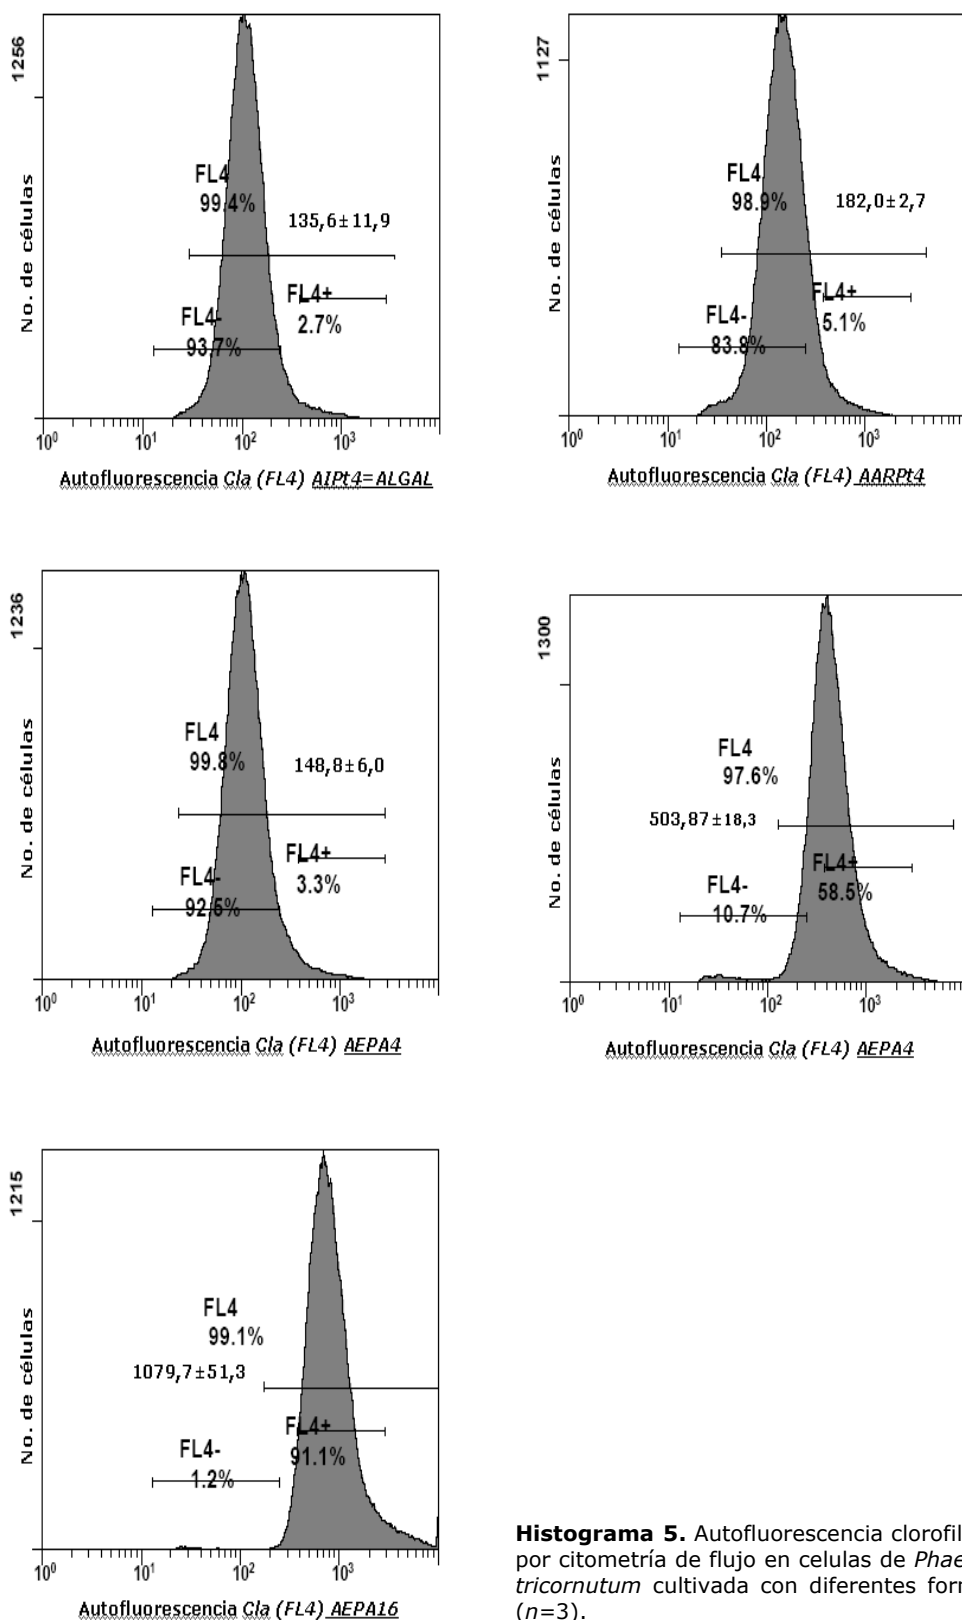 1256
No. de células
FL4
99.4%
135,6±11,9
FL4+
2.7%
FL4-
93.7%
10⁰ 10¹ 10² 10³
Autofluorescencia Cla (FL4) AIPt4=ALGAL
1127
No. de células
FL4
98.9%
182,0±2,7
FL4+
5.1%
FL4-
83.8%
10⁰ 10¹ 10² 10³
Autofluorescencia Cla (FL4) AARPt4
1236
No. de células
FL4
99.8%
148,8±6,0
FL4+
3.3%
FL4-
10⁰ 10¹ 10² 10³
Autofluorescencia Cla (FL4) AEPA4
1300
No. de células
FL4
97.6%
503,87±18,3
FL4+
58.5%
FL4-
10.7%
10⁰ 10¹ 10² 10³
Autofluorescencia Cla (FL4) AEPA4
1215
No. de células
FL4
99.1%
1079,7±51,3
FL4+
91.1%
FL4-
1.2%
10⁰ 10¹ 10² 10³
Autofluorescencia Cla (FL4) AEPA16
Histograma 5. Autofluorescencia clorofil
por citometría de flujo en celulas de Phae
tricornutum cultivada con diferentes for
(n=3).